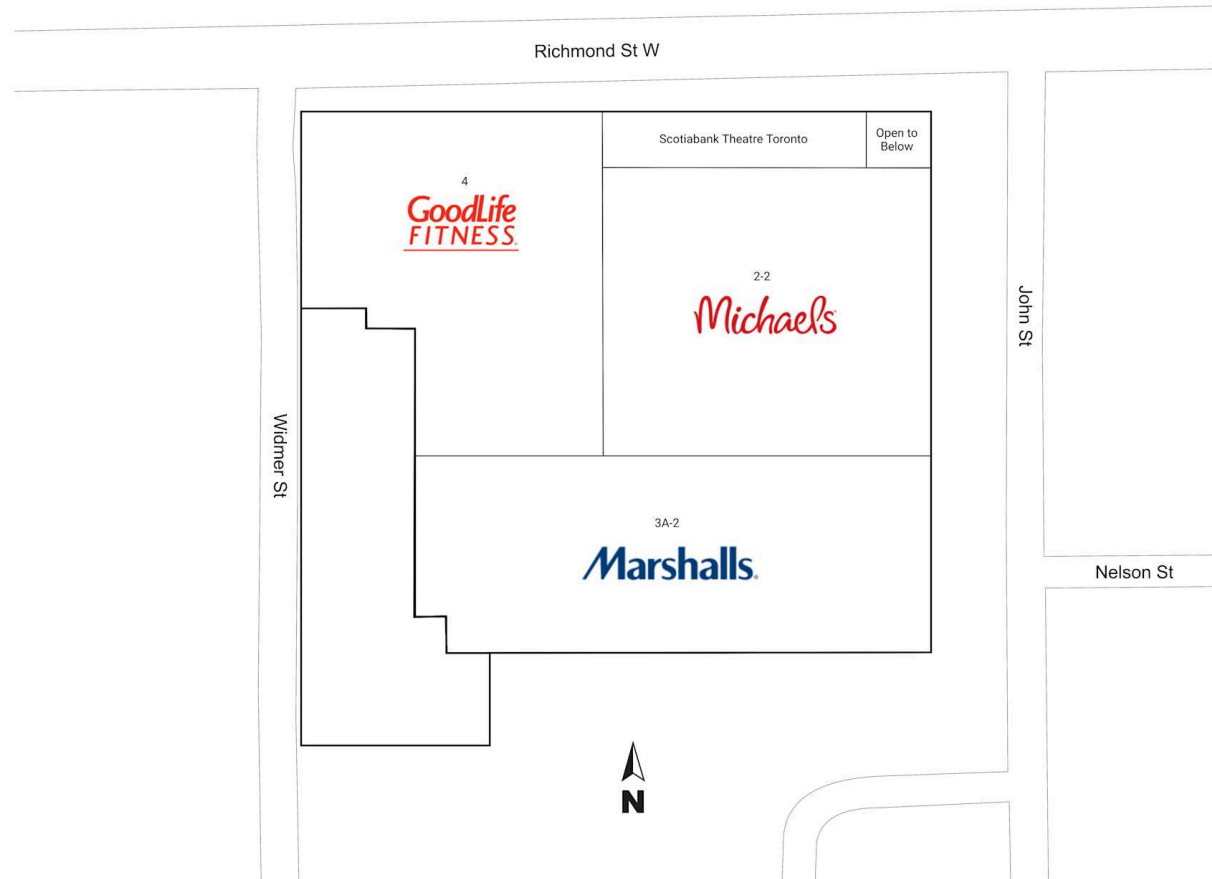 Richmond St W
Scotiabank Theatre Toronto
Open to
Below
4
GoodLife
FITNESS.
2-2
Michaels
John St
Widmer St
3A-2
Marshalls.
Nelson St
N